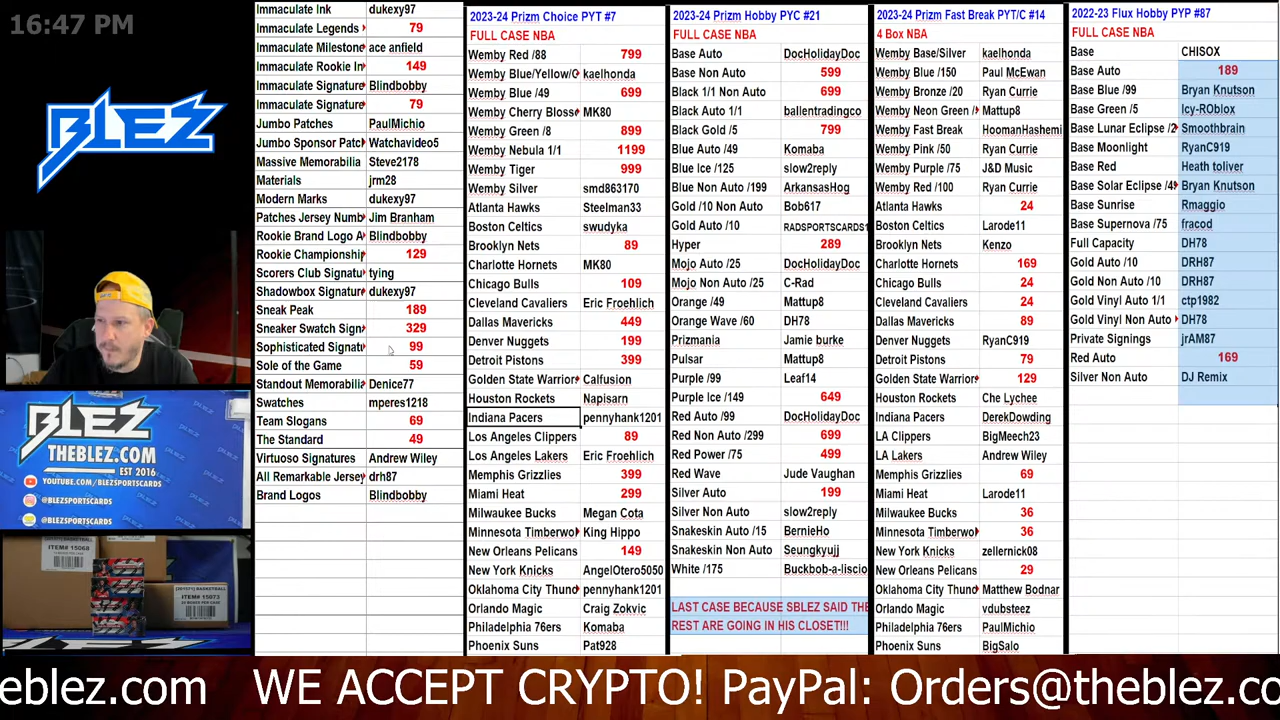 16:47 PM
BLEZ
BLEZ
THEBLEZ.COM
EST 2016
YOUTUBE.COM/BLEZSPORTSCARDS
@BLEZSPORTSCARDS
@BLEZSPORTSCARDS
ITEM# 15068
ITEM# 15073
Immaculate Ink dukexy97
Immaculate Legends 79
Immaculate Mileston ace anfield
Immaculate Rookie In 149
Immaculate Signatur Blindbobby
Immaculate Signatur 79
Jumbo Patches PaulMichio
Jumbo Sponsor Patc Watchavideo5
Massive Memorabilia Steve2178
Materials jrm28
Modern Marks dukexy97
Patches Jersey Numb Jim Branham
Rookie Brand Logo A Blindbobby
Rookie Championshi 129
Scorers Club Signatu tying
Shadowbox Signatur dukexy97
Sneak Peak 189
Sneaker Swatch Sign 329
Sophisticated Signat 99
Sole of the Game 59
Standout Memorabili Denice77
Swatches mperes1218
Team Slogans 69
The Standard 49
Virtuoso Signatures Andrew Wiley
All Remarkable Jersey drh87
Brand Logos Blindbobby
2023-24 Prizm Choice PYT #7
FULL CASE NBA
Wemby Red /88 799
Wemby Blue/Yellow/G kaelhonda
Wemby Blue /49 699
Wemby Cherry Bloss MK80
Wemby Green /8 899
Wemby Nebula 1/1 1199
Wemby Tiger 999
Wemby Silver smd863170
Atlanta Hawks Steelman33
Boston Celtics swudyka
Brooklyn Nets 89
Charlotte Hornets MK80
Chicago Bulls 109
Cleveland Cavaliers Eric Froehlich
Dallas Mavericks 449
Denver Nuggets 199
Detroit Pistons 399
Golden State Warrior Calfusion
Houston Rockets Napisarn
Indiana Pacers pennyhank1201
Los Angeles Clippers 89
Los Angeles Lakers Eric Froehlich
Memphis Grizzlies 399
Miami Heat 299
Milwaukee Bucks Megan Cota
Minnesota Timberwo King Hippo
New Orleans Pelicans 149
New York Knicks AngelOtero5050
Oklahoma City Thun pennyhank1201
Orlando Magic Craig Zokvic
Philadelphia 76ers Komaba
Phoenix Suns Pat928
2023-24 Prizm Hobby PYC #21
FULL CASE NBA
Base Auto DocHolidayDoc
Base Non Auto 599
Black 1/1 Non Auto 699
Black Auto 1/1 ballentradingco
Black Gold /5 799
Blue Auto /49 Komaba
Blue Ice /125 slow2reply
Blue Non Auto /199 ArkansasHog
Gold /10 Non Auto Bob617
Gold Auto /10 RADSPORTSCARDS1
Hyper 289
Mojo Auto /25 DocHolidayDoc
Mojo Non Auto /25 C-Rad
Orange /49 Mattup8
Orange Wave /60 DH78
Prizmania Jamie burke
Pulsar Mattup8
Purple /99 Leaf14
Purple Ice /149 649
Red Auto /99 DocHolidayDoc
Red Non Auto /299 699
Red Power /75 499
Red Wave Jude Vaughan
Silver Auto 199
Silver Non Auto slow2reply
Snakeskin Auto /15 BernieHo
Snakeskin Non Auto Seungkyujj
White /175 Buckbob-a-liscio
LAST CASE BECAUSE SBLEZ SAID THE
REST ARE GOING IN HIS CLOSET!!!
2023-24 Prizm Fast Break PYT/C #14
4 Box NBA
Wemby Base/Silver kaelhonda
Wemby Blue /150 Paul McEwan
Wemby Bronze /20 Ryan Currie
Wemby Neon Green / Mattup8
Wemby Fast Break HoomanHashemi
Wemby Pink /50 Ryan Currie
Wemby Purple /75 J&D Music
Wemby Red /100 Ryan Currie
Atlanta Hawks 24
Boston Celtics Larode11
Brooklyn Nets Kenzo
Charlotte Hornets 169
Chicago Bulls 24
Cleveland Cavaliers 24
Dallas Mavericks 89
Denver Nuggets RyanC919
Detroit Pistons 79
Golden State Warrior 129
Houston Rockets Che Lychee
Indiana Pacers DerekDowding
LA Clippers BigMeech23
LA Lakers Andrew Wiley
Memphis Grizzlies 69
Miami Heat Larode11
Milwaukee Bucks 36
Minnesota Timberwo 36
New York Knicks zellernick08
New Orleans Pelicans 29
Oklahoma City Thun Matthew Bodnar
Orlando Magic vdubsteez
Philadelphia 76ers PaulMichio
Phoenix Suns BigSalo
2022-23 Flux Hobby PYP #87
FULL CASE NBA
Base CHISOX
Base Auto 189
Base Blue /99 Bryan Knutson
Base Green /5 Icy-R0blox
Base Lunar Eclipse /2 Smoothbrain
Base Moonlight RyanC919
Base Red Heath toliver
Base Solar Eclipse /4 Bryan Knutson
Base Sunrise Rmaggio
Base Supernova /75 fracod
Full Capacity DH78
Gold Auto /10 DRH87
Gold Non Auto /10 DRH87
Gold Vinyl Auto 1/1 ctp1982
Gold Vinyl Non Auto DH78
Private Signings jrAM87
Red Auto 169
Silver Non Auto DJ Remix
eblez.com WE ACCEPT CRYPTO! PayPal: Orders@theblez.co